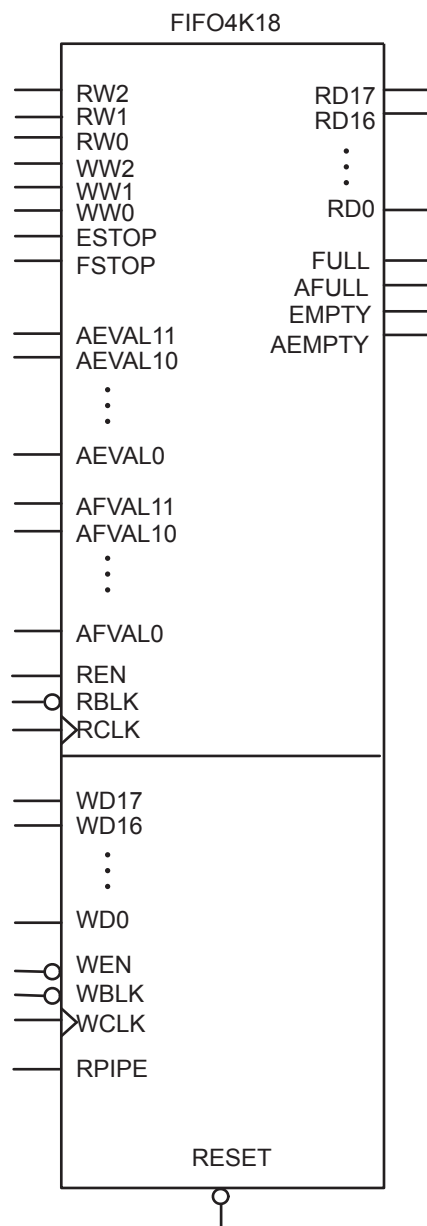 FIFO4K18
RW2
RD17
RW1
RD16
RW0
WW2
WW1
WW0
RD0
ESTOP
FSTOP
FULL
AFULL
EMPTY
AEVAL11
AEMPTY
AEVAL10
AEVAL0
AFVAL11
AFVAL10
AFVAL0
REN
RBLK
RCLK
WD17
WD16
WD0
WEN
WBLK
WCLK
RPIPE
RESET